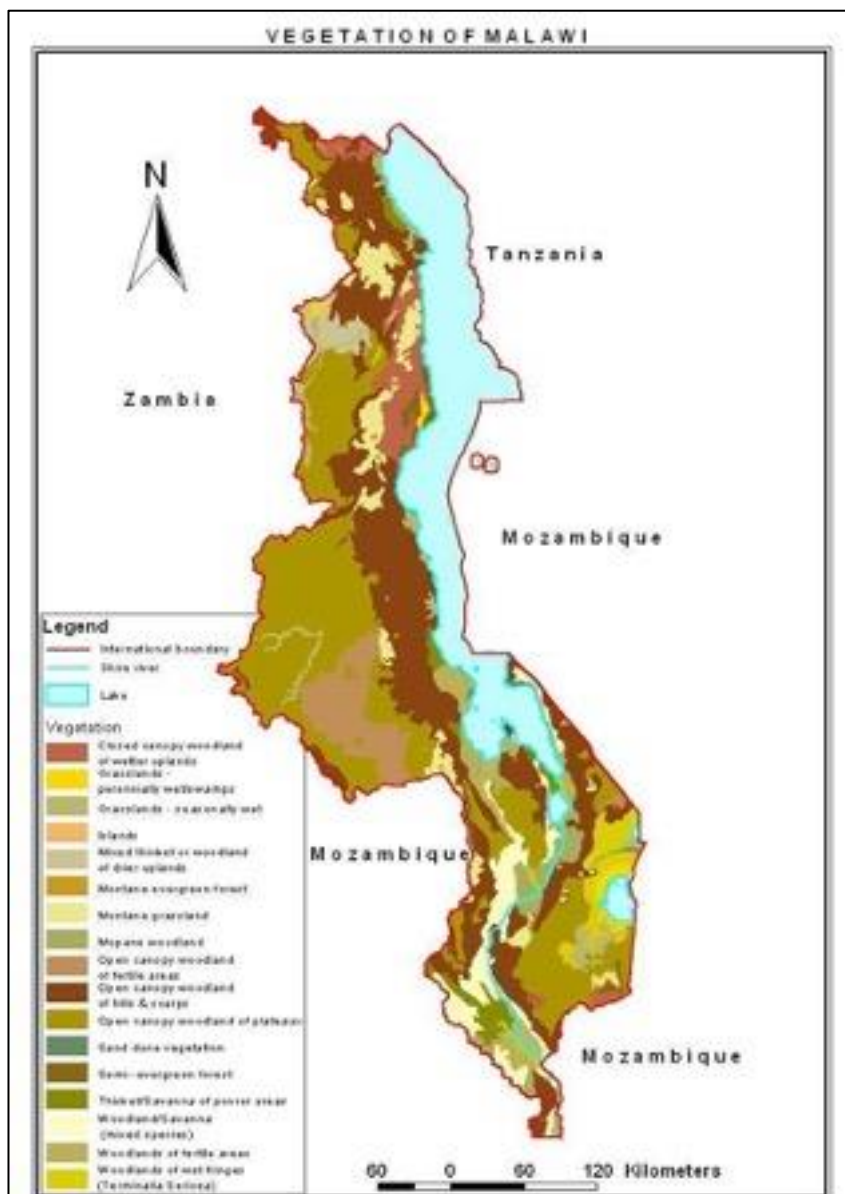 VEGETATION OF MALAWI
N
Tanzania
Zambia
Mozambique
Mozambique
Mozambique
Legend
International boundary
Shire river
Lake
Vegetation
Closed canopy woodland
of wetter uplands
Grasslands -
perennially wet/swamps
Grasslands - seasonally wet
Islands
Mixed thicket or woodland
of drier uplands
Montane evergreen forest
Montane grassland
Mopane woodland
Open canopy woodland
of fertile areas
Open canopy woodland
of hills & scarps
Open canopy woodland of plateaux
Sand dune vegetation
Semi-evergreen forest
Thicket/Savanna of poorer areas
Woodland/Savanna
(mixed species)
Woodlands of fertile areas
Woodlands of wet fringes
(Terminalia Sericea)
60 0 60 120 Kilometers